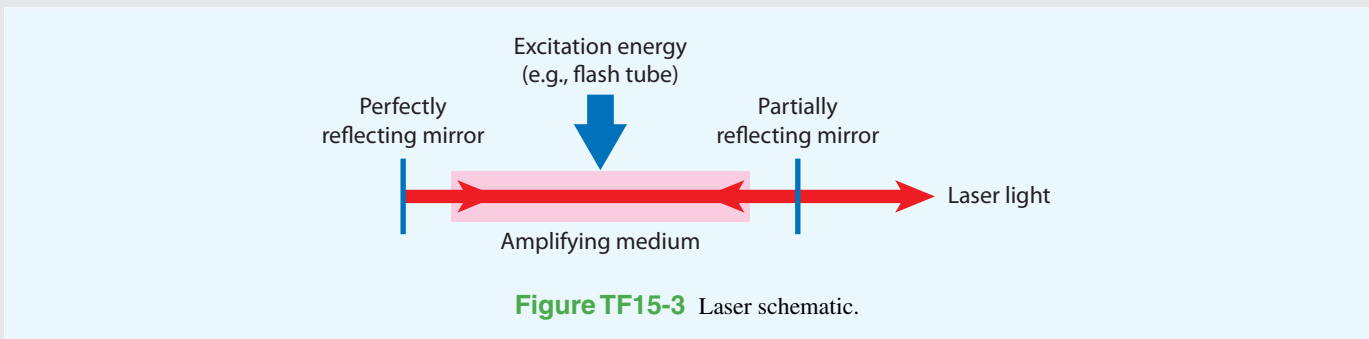 Excitation energy
(e.g., flash tube)
Perfectly
reflecting mirror
Partially
reflecting mirror
Laser light
Amplifying medium
Figure TF15-3 Laser schematic.